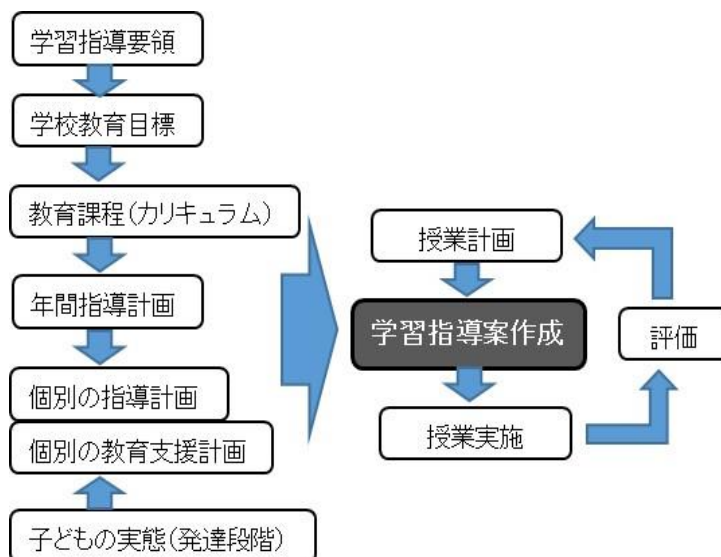 学習指導要領
学校教育目標
教育課程(カリキュラム)
年間指導計画
個別の指導計画
個別の教育支援計画
子どもの実態(発達段階)
授業計画
学習指導案作成
授業実施
評価